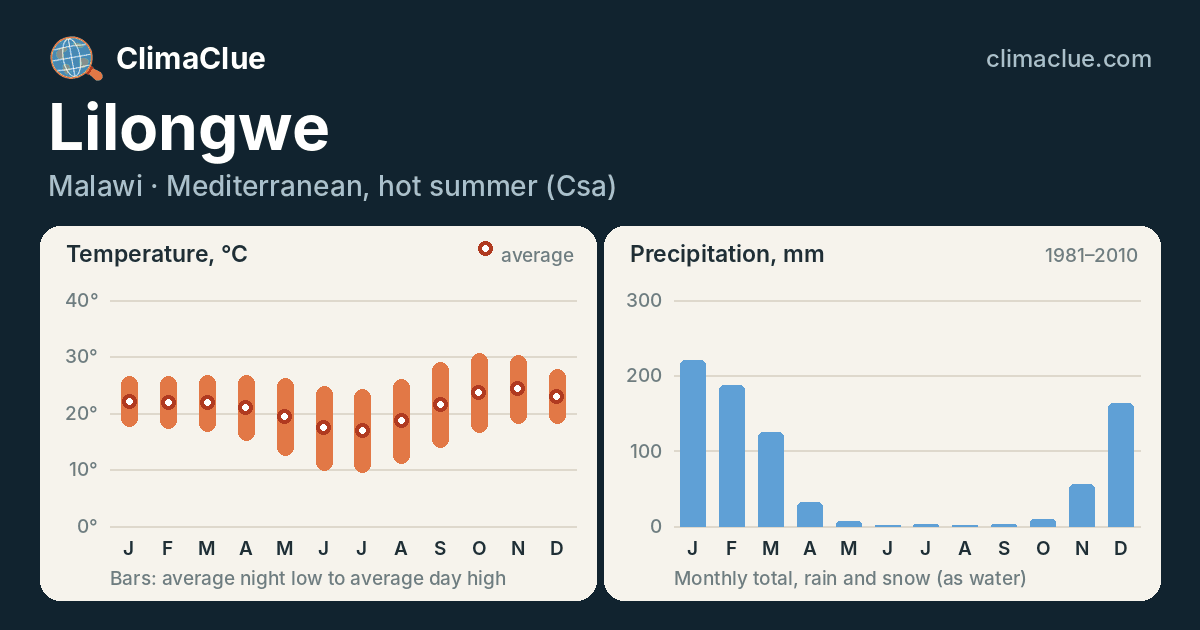 ClimaClue
climaclue.com
Lilongwe
Malawi · Mediterranean, hot summer (Csa)
Temperature, °C
average
40°
30°
20°
10°
0°
J F M A M J J A S O N D
Bars: average night low to average day high
Precipitation, mm
1981–2010
300
200
100
0
J F M A M J J A S O N D
Monthly total, rain and snow (as water)